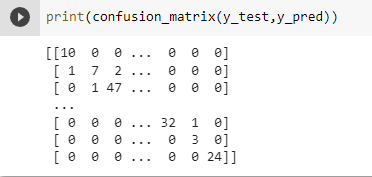 print(confusion_matrix(y_test,y_pred))
[[10 0 0 ... 0 0 0]
[ 1 7 2 ... 0 0 0]
[ 0 1 47 ... 0 0 0]
...
[ 0 0 0 ... 32 1 0]
[ 0 0 0 ... 0 3 0]
[ 0 0 0 ... 0 0 24]]